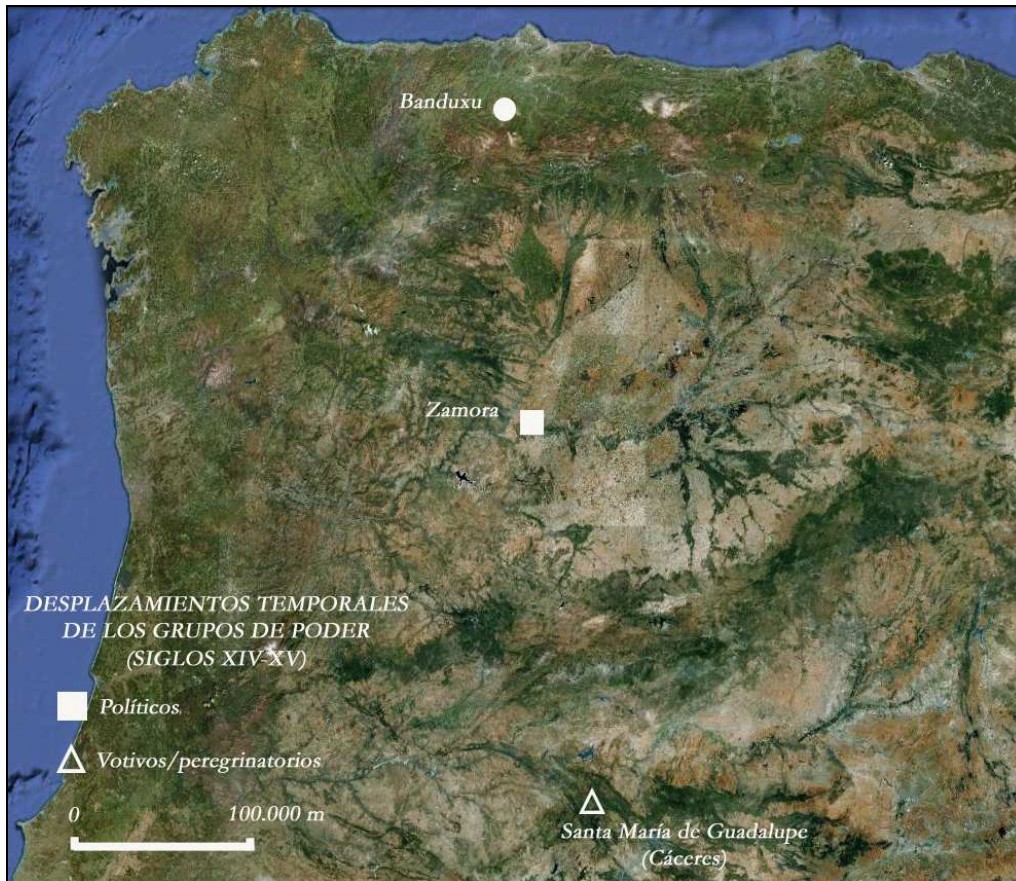 Banduxu
Zamora
DESPLAZAMIENTOS TEMPORALES
DE LOS GRUPOS DE PODER
(SIGLOS XIV-XV)
Políticos
Votivos/peregrinatorios
0 100.000 m
Santa María de Guadalupe
(Cáceres)